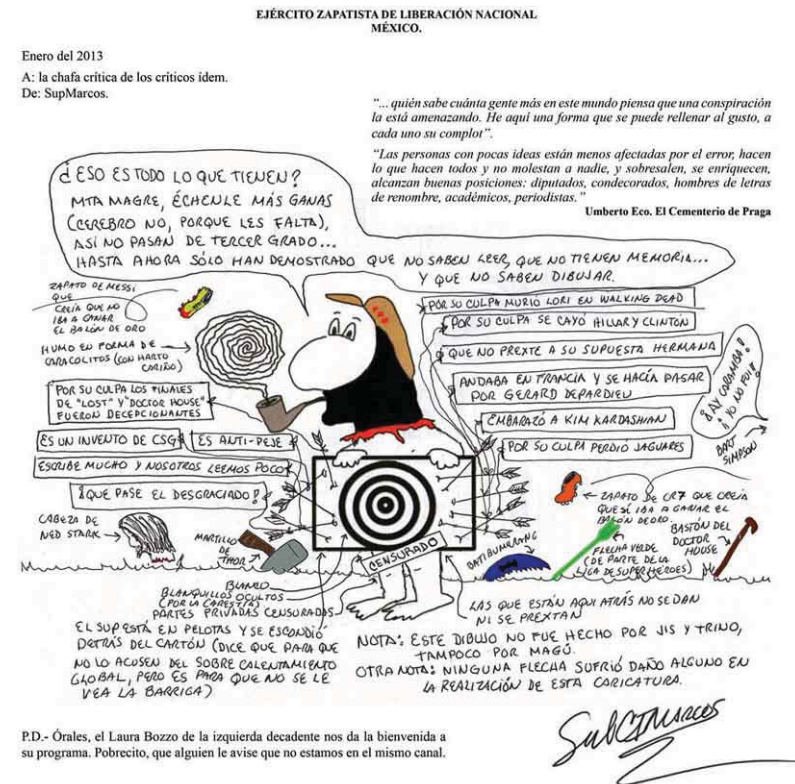 EJÉRCITO ZAPATISTA DE LIBERACIÓN NACIONAL
MÉXICO.
Enero del 2013
A: la chafa crítica de los críticos ídem.
De: SupMarcos.
"... quién sabe cuánta gente más en este mundo piensa que una conspiración
la está amenazando. He aquí una forma que se puede rellenar al gusto, a
cada uno su complot".
"Las personas con pocas ideas están menos afectadas por el error, hacen
lo que hacen todos y no molestan a nadie, y sobresalen, se enriquecen,
alcanzan buenas posiciones: diputados, condecorados, hombres de letras
de renombre, académicos, periodistas."
Umberto Eco. El Cementerio de Praga
¿ESO ES TODO LO QUE TIENEN?
MTA MAGRE, ÉCHENLE MÁS GANAS
(CEREBRO NO, PORQUE LES FALTA),
ASÍ NO PASAN DE TERCER GRADO...
HASTA AHORA SÓLO HAN DEMOSTRADO QUE NO SABEN LEER, QUE NO TIENEN MEMORIA...
Y QUE NO SABEN DIBUJAR.
ZAPATO DE MESSI
QUE
CREÍA QUE NO
IBA A GANAR
EL BALÓN DE ORO
HUMO EN FORMA DE
CARACOLITOS (CON HARTO
CARIÑO)
POR SU CULPA LOS FINALES
DE "LOST" Y "DOCTOR HOUSE"
FUERON DECEPCIONANTES
ES UN INVENTO DE CSG
ES ANTI-PEJE
ESCRIBE MUCHO Y NOSOTROS LEEMOS POCO
¡QUE PASE EL DESGRACIADO!
CABEZA DE
NED STARK
MARTILLO
DE
THOR
POR SU CULPA MURIÓ LORI EN WALKING DEAD
POR SU CULPA SE CAYÓ HILLARY CLINTON
QUE NO PREXTE A SU SUPUESTA HERMANA
ANDABA EN FRANCIA Y SE HACÍA PASAR
POR GERARD DEPARDIEU
EMBARAZÓ A KIM KARDASHIAN
POR SU CULPA PERDIÓ JAGUARES
¡AY CARAMBA!
¡YO NO FUI!
BART
SIMPSON
ZAPATO DE CR7 QUE CREÍA
QUE SÍ IBA A GANAR EL
BALÓN DE ORO.
BASTÓN DEL
DOCTOR
HOUSE
BATIBUMERANG
FLECHA VERDE
(DE PARTE DE LA
LIGA DE SUPERHÉROES)
CENSURADO
BLANCO
BLANQUILLOS OCULTOS
(POR LA CARESTÍA)
PARTES PRIVADAS CENSURADAS
LAS QUE ESTÁN AQUÍ ATRÁS NO SE DAN
NI SE PREXTAN
EL SUP ESTÁ EN PELOTAS Y SE ESCONDIÓ
DETRÁS DEL CARTÓN (DICE QUE PARA QUE
NO LO ACUSEN DEL SOBRE CALENTAMIENTO
GLOBAL, PERO ES PARA QUE NO SE LE
VEA LA BARRIGA)
NOTA: ESTE DIBUJO NO FUE HECHO POR JIS Y TRINO,
TAMPOCO POR MAGÚ.
OTRA NOTA: NINGUNA FLECHA SUFRIÓ DAÑO ALGUNO EN
LA REALIZACIÓN DE ESTA CARICATURA.
P.D.- Órales, el Laura Bozzo de la izquierda decadente nos da la bienvenida a
su programa. Pobrecito, que alguien le avise que no estamos en el mismo canal.
SubCIMarcos